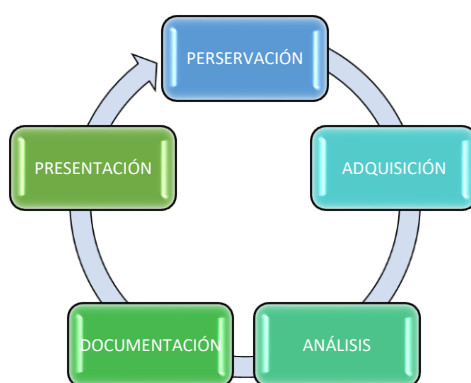 PERSERVACIÓN
ADQUISICIÓN
ANÁLISIS
DOCUMENTACIÓN
PRESENTACIÓN